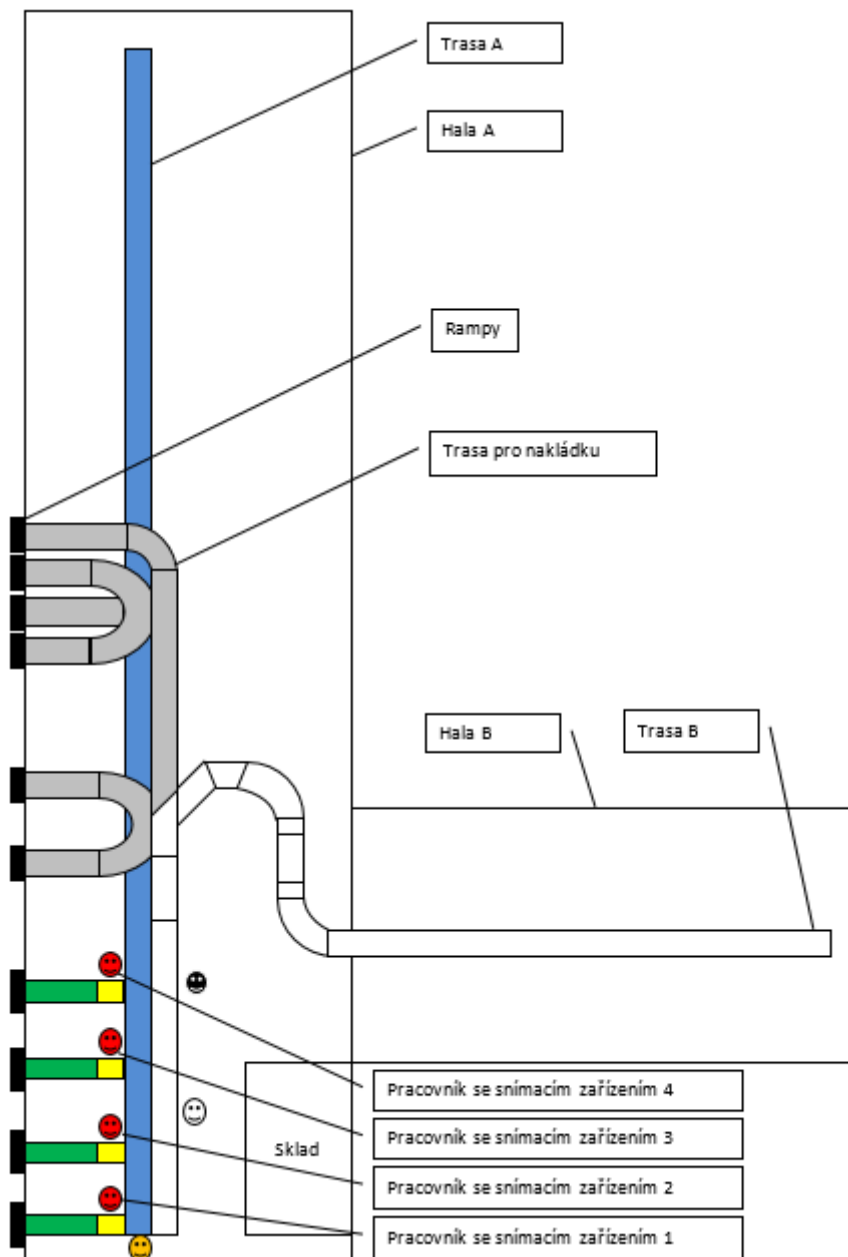 Trasa A
Hala A
Rampy
Trasa pro nakládku
Hala B
Trasa B
Sklad
Pracovník se snímacím zařízením 4
Pracovník se snímacím zařízením 3
Pracovník se snímacím zařízením 2
Pracovník se snímacím zařízením 1